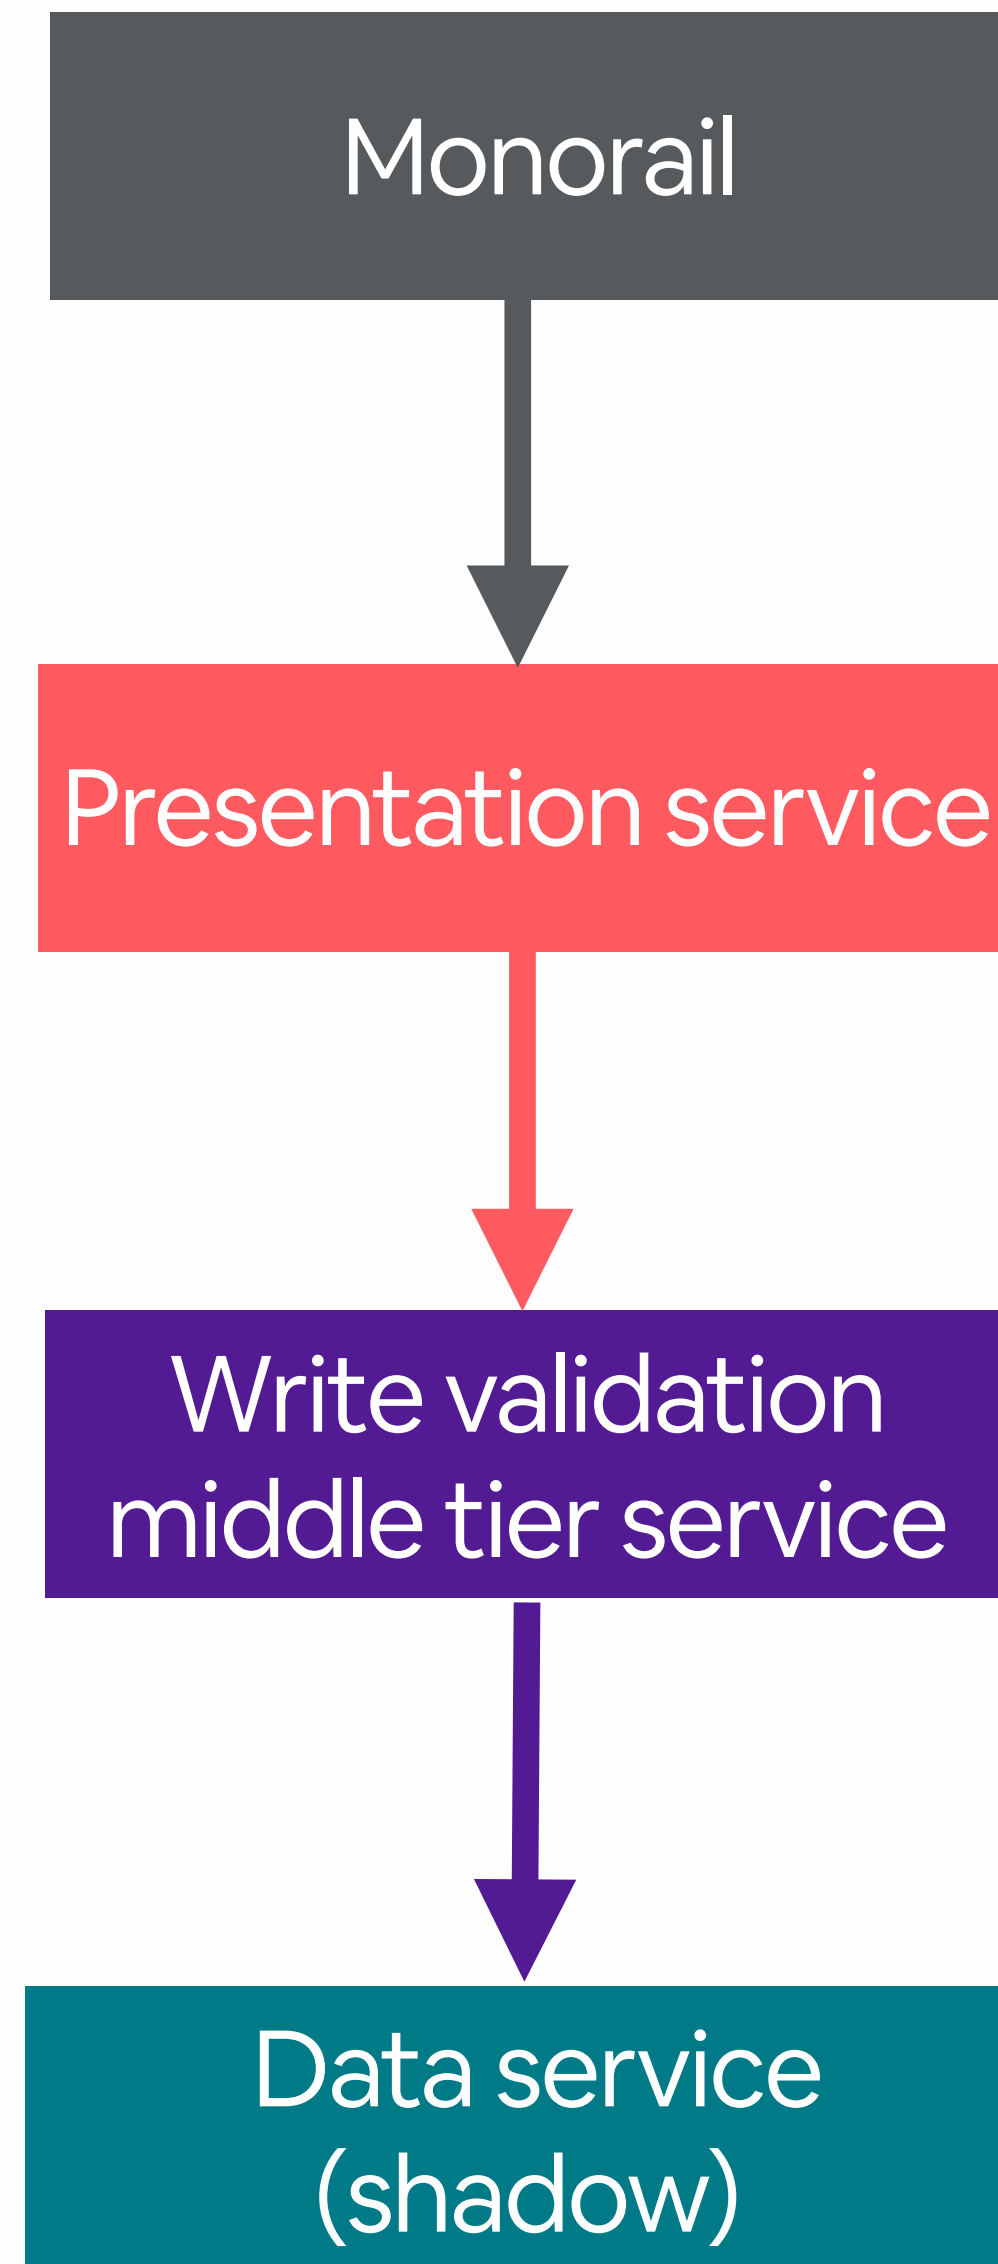 Monorail
Presentation service
Write validation
middle tier service
Data service
(shadow)